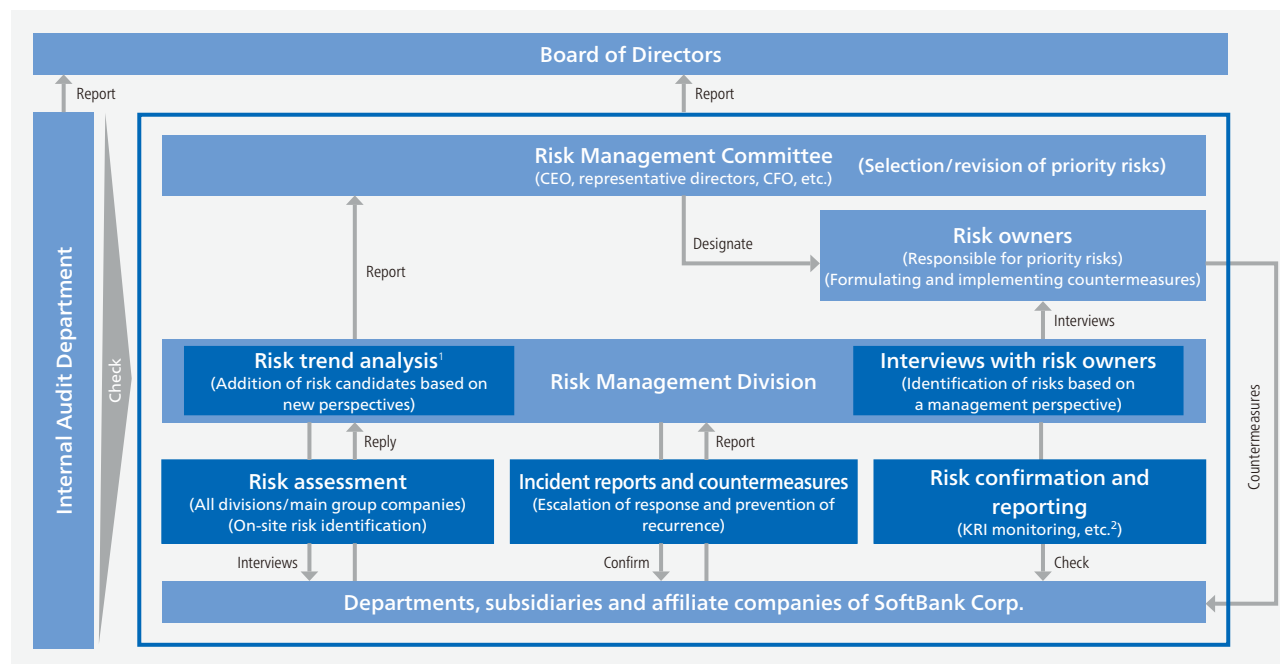 Board of Directors
Report
Report
Internal Audit Department
Check
Risk Management Committee
(CEO, representative directors, CFO, etc.)
(Selection/revision of priority risks)
Report
Designate
Risk owners
(Responsible for priority risks)
(Formulating and implementing countermeasures)
Interviews
Countermeasures
Risk trend analysis¹
(Addition of risk candidates based on
new perspectives)
Risk Management Division
Interviews with risk owners
(Identification of risks based on
a management perspective)
Reply
Report
Risk assessment
(All divisions/main group companies)
(On-site risk identification)
Incident reports and countermeasures
(Escalation of response and prevention of
recurrence)
Risk confirmation and
reporting
(KRI monitoring, etc.²)
Interviews
Confirm
Check
Departments, subsidiaries and affiliate companies of SoftBank Corp.